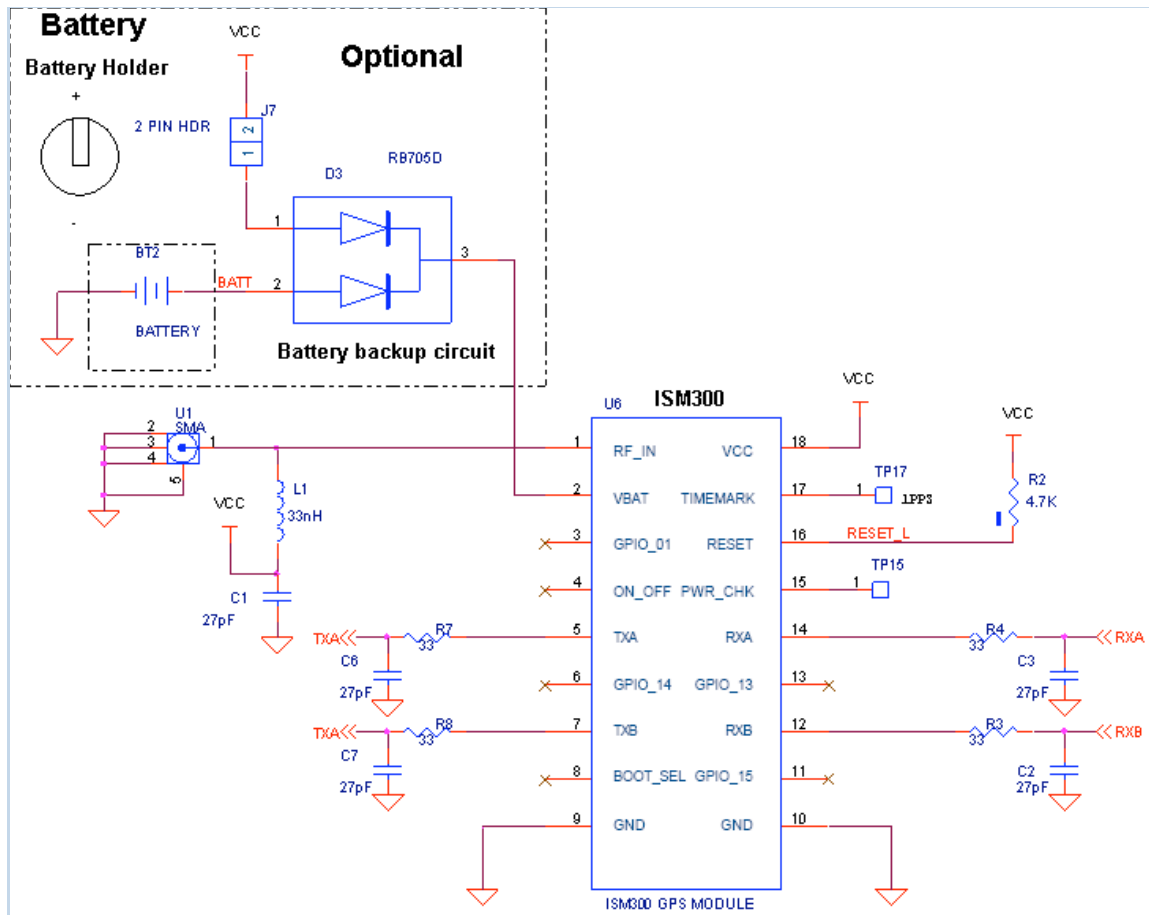 Battery
VCC
Optional
Battery Holder
+
J7
2 PIN HDR
2
1
RB705D
D3
1
-
3
BT2
BATT
2
BATTERY
Battery backup circuit
ISM300
VCC
U6
VCC
U1
SMA
2
3
4
1
5
1
RF_IN
VCC
18
TP17
R2
4.7K
L1
33nH
VCC
2
VBAT
TIMEMARK
17
1
1PPS
3
GPIO_01
RESET
16
RESET_L
TP15
4
ON_OFF
PWR_CHK
15
1
C1
27pF
TXA
R7
33
5
TXA
RXA
14
R4
33
RXA
C6
27pF
6
GPIO_14
GPIO_13
13
C3
27pF
TXA
R8
33
7
TXB
RXB
12
R3
33
RXB
C7
27pF
8
BOOT_SEL
GPIO_15
11
C2
27pF
9
GND
GND
10
ISM300 GPS MODULE